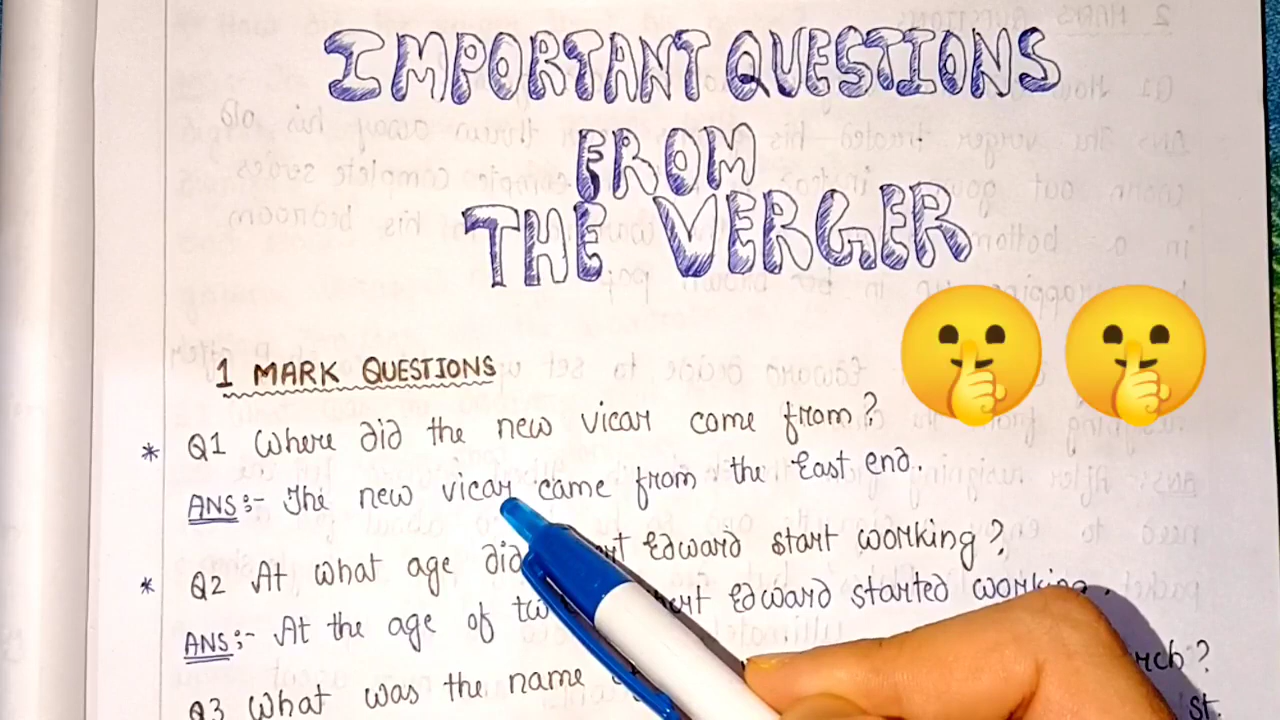 IMPORTANT QUESTIONS
FROM
THE VERGER
1 MARK QUESTIONS
* Q1 Where did the new vicar come from?
ANS:- The new vicar came from the East end.
* Q2 At what age did Edward start working?
ANS:- At the age of Edward started working.
Q3 What was the name
st.